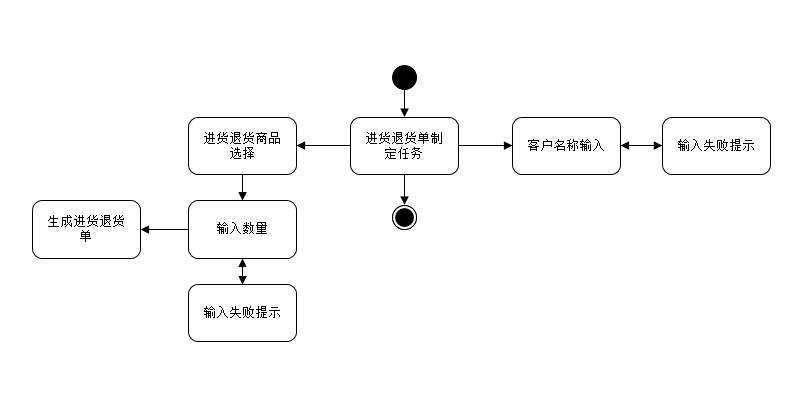 进货退货商品
选择
进货退货单制
定任务
客户名称输入
输入失败提示
生成进货退货
单
输入数量
输入失败提示